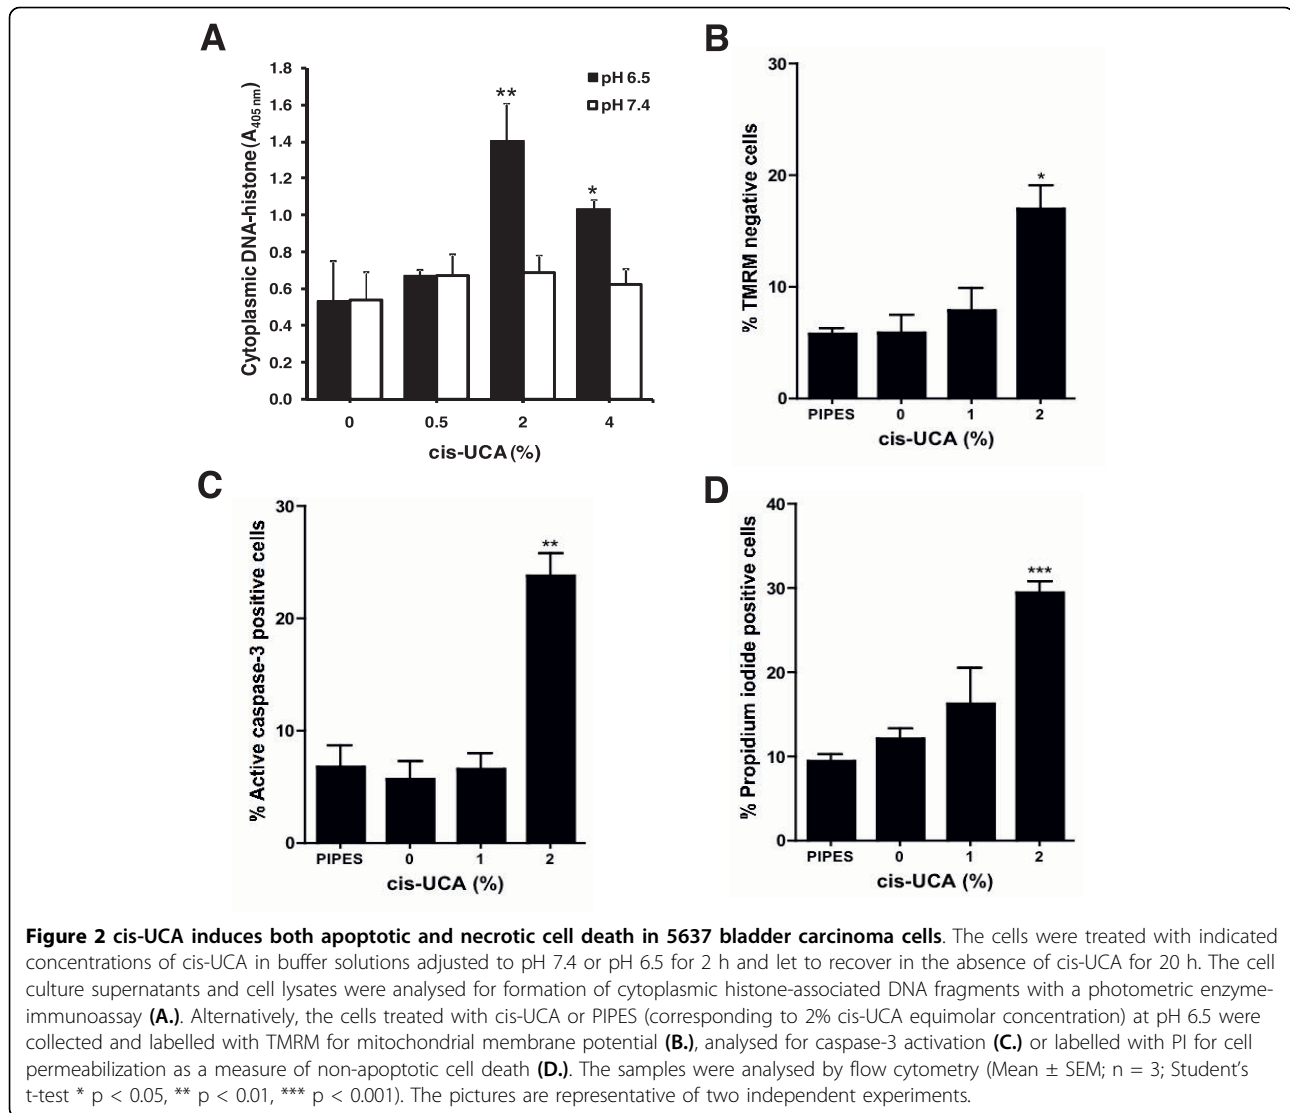 A
Cytoplasmic DNA-histone (A405 nm)
1.8
1.6
1.4
1.2
1.0
0.8
0.6
0.4
0.2
0.0
**
*
pH 6.5
pH 7.4
0 0.5 2 4
cis-UCA (%)
B
% TMRM negative cells
30
20
10
0
*
PIPES 0 1 2
cis-UCA (%)
C
% Active caspase-3 positive cells
30
20
10
0
**
PIPES 0 1 2
cis-UCA (%)
D
% Propidium iodide positive cells
40
30
20
10
0
***
PIPES 0 1 2
cis-UCA (%)
Figure 2 cis-UCA induces both apoptotic and necrotic cell death in 5637 bladder carcinoma cells. The cells were treated with indicated
concentrations of cis-UCA in buffer solutions adjusted to pH 7.4 or pH 6.5 for 2 h and let to recover in the absence of cis-UCA for 20 h. The cell
culture supernatants and cell lysates were analysed for formation of cytoplasmic histone-associated DNA fragments with a photometric enzyme-
immunoassay (A.). Alternatively, the cells treated with cis-UCA or PIPES (corresponding to 2% cis-UCA equimolar concentration) at pH 6.5 were
collected and labelled with TMRM for mitochondrial membrane potential (B.), analysed for caspase-3 activation (C.) or labelled with PI for cell
permeabilization as a measure of non-apoptotic cell death (D.). The samples were analysed by flow cytometry (Mean ± SEM; n = 3; Student's
t-test * p < 0.05, ** p < 0.01, *** p < 0.001). The pictures are representative of two independent experiments.